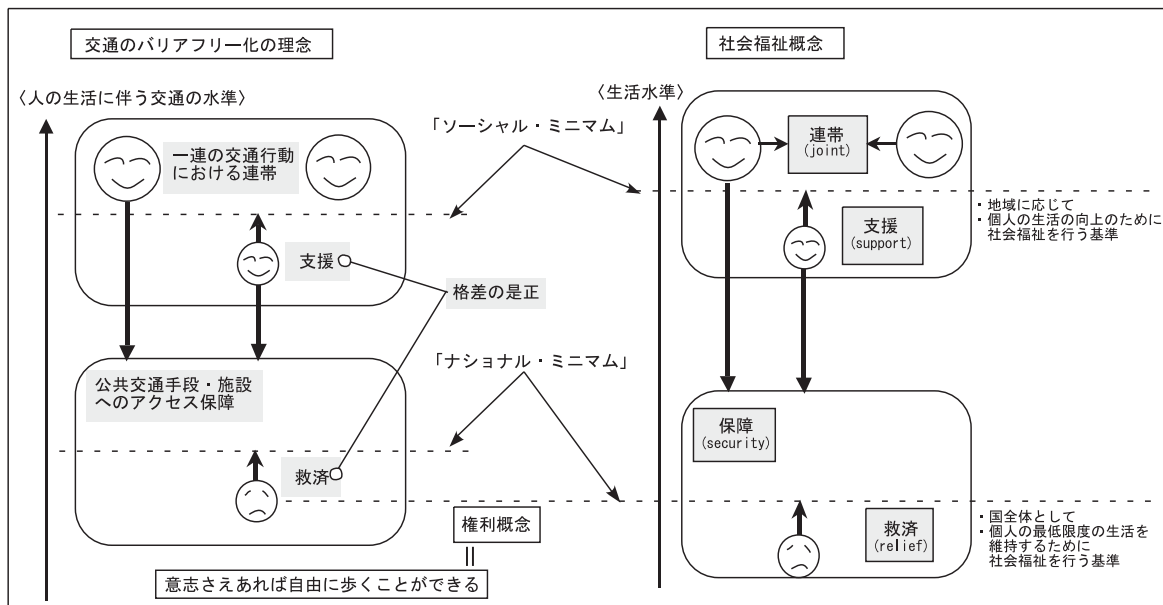 交通のバリアフリー化の理念
〈人の生活に伴う交通の水準〉
一連の交通行動
における連帯
支援
格差の是正
公共交通手段・施設
へのアクセス保障
救済
「ソーシャル・ミニマム」
「ナショナル・ミニマム」
権利概念
意志さえあれば自由に歩くことができる
社会福祉概念
〈生活水準〉
連帯
(joint)
支援
(support)
・地域に応じて
・個人の生活の向上のために
社会福祉を行う基準
保障
(security)
救済
(relief)
・国全体として
・個人の最低限度の生活を
維持するために
社会福祉を行う基準